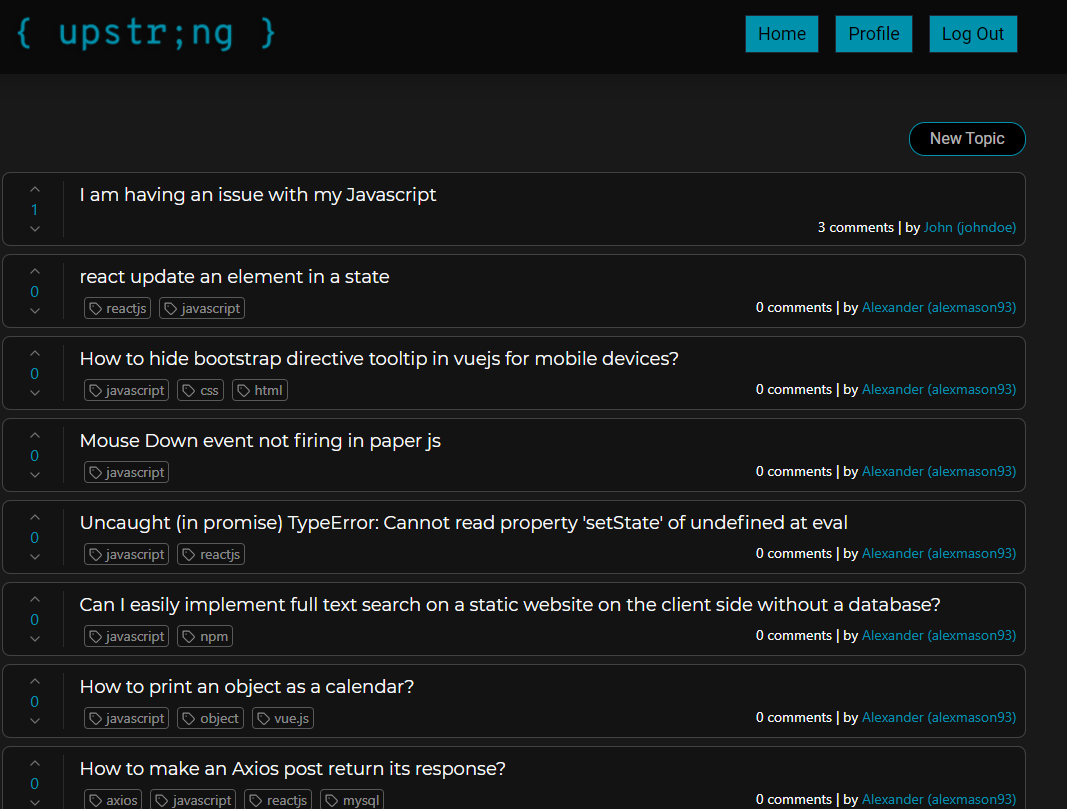 { upstr;ng }
Home Profile Log Out
New Topic
I am having an issue with my Javascript
1
3 comments | by John (johndoe)
react update an element in a state
0
reactjs javascript
0 comments | by Alexander (alexmason93)
How to hide bootstrap directive tooltip in vuejs for mobile devices?
0
javascript css html
0 comments | by Alexander (alexmason93)
Mouse Down event not firing in paper js
0
javascript
0 comments | by Alexander (alexmason93)
Uncaught (in promise) TypeError: Cannot read property 'setState' of undefined at eval
0
javascript reactjs
0 comments | by Alexander (alexmason93)
Can I easily implement full text search on a static website on the client side without a database?
0
javascript npm
0 comments | by Alexander (alexmason93)
How to print an object as a calendar?
0
javascript object vue.js
0 comments | by Alexander (alexmason93)
How to make an Axios post return its response?
0
axios javascript reactjs mysql
0 comments | by Alexander (alexmason93)